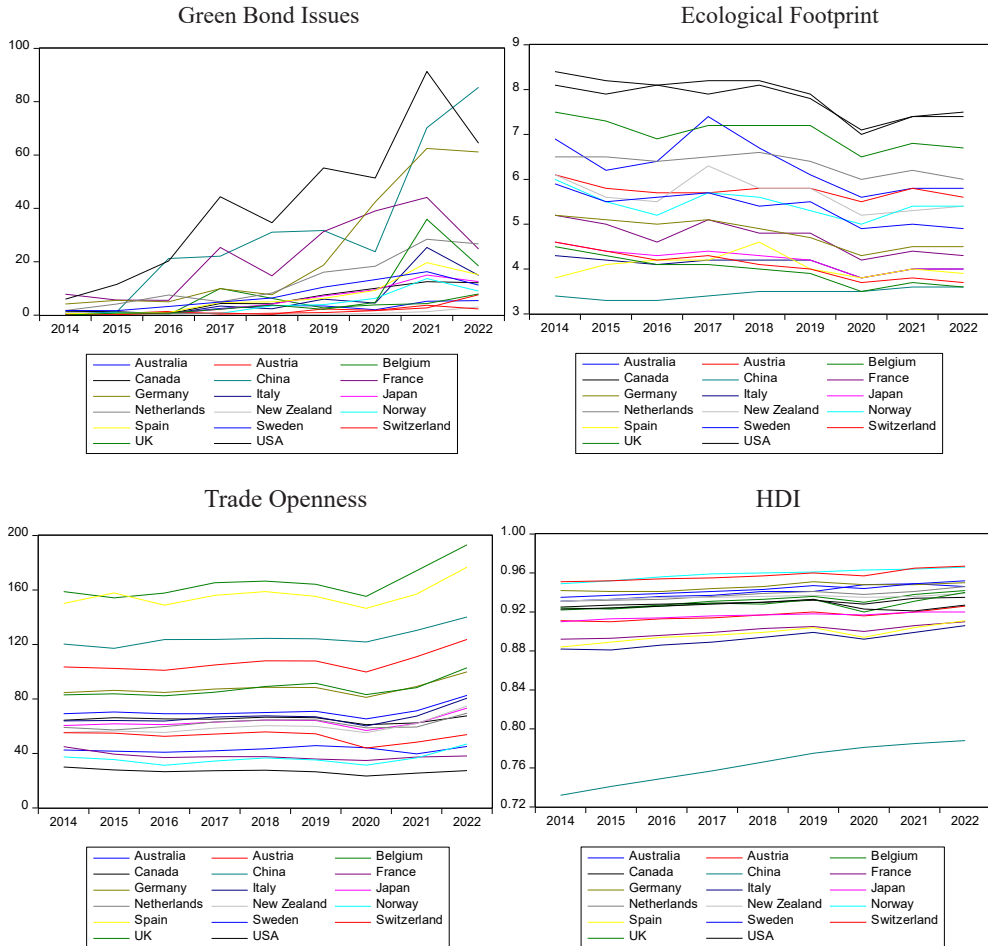 Green Bond Issues
100
80
60
40
20
0
2014 2015 2016 2017 2018 2019 2020 2021 2022
Australia Austria Belgium
Canada China France
Germany Italy Japan
Netherlands New Zealand Norway
Spain Sweden Switzerland
UK USA
Ecological Footprint
9
8
7
6
5
4
3
2014 2015 2016 2017 2018 2019 2020 2021 2022
Australia Austria Belgium
Canada China France
Germany Italy Japan
Netherlands New Zealand Norway
Spain Sweden Switzerland
UK USA
Trade Openness
200
160
120
80
40
0
2014 2015 2016 2017 2018 2019 2020 2021 2022
Australia Austria Belgium
Canada China France
Germany Italy Japan
Netherlands New Zealand Norway
Spain Sweden Switzerland
UK USA
HDI
1.00
0.96
0.92
0.88
0.84
0.80
0.76
0.72
2014 2015 2016 2017 2018 2019 2020 2021 2022
Australia Austria Belgium
Canada China France
Germany Italy Japan
Netherlands New Zealand Norway
Spain Sweden Switzerland
UK USA